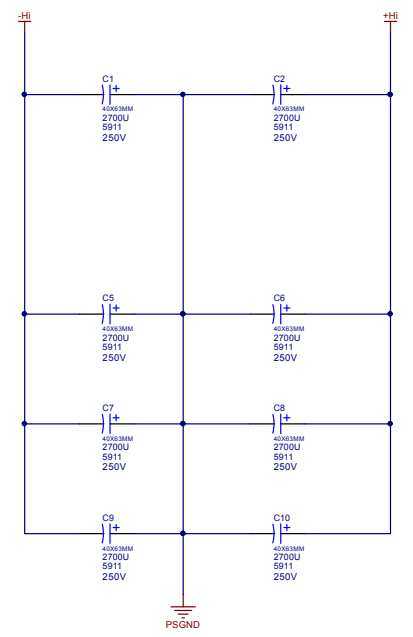 -Hi
+Hi
C1
+
40X63MM
2700U
5911
250V
C2
+
40X63MM
2700U
5911
250V
C5
+
40X63MM
2700U
5911
250V
C6
+
40X63MM
2700U
5911
250V
C7
+
40X63MM
2700U
5911
250V
C8
+
40X63MM
2700U
5911
250V
C9
+
40X63MM
2700U
5911
250V
C10
+
40X63MM
2700U
5911
250V
PSGND